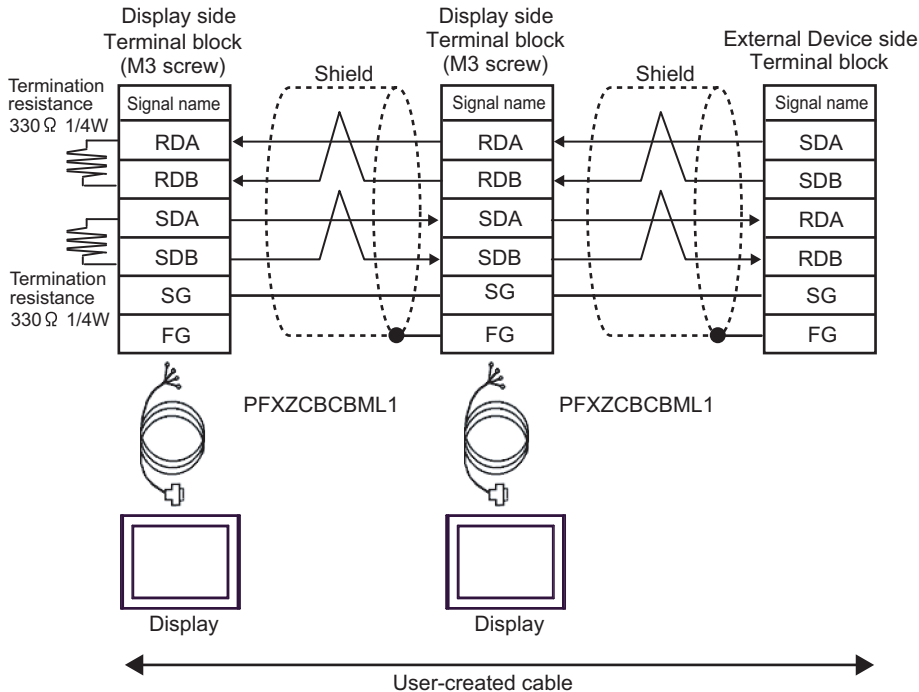 Display side
Terminal block
(M3 screw)
Display side
Terminal block
(M3 screw)
External Device side
Terminal block
Termination
resistance
330Ω 1/4W
Shield
Shield
Signal name
Signal name
Signal name
RDA
RDA
SDA
RDB
RDB
SDB
SDA
SDA
RDA
SDB
SDB
RDB
SG
SG
SG
FG
FG
FG
Termination
resistance
330Ω 1/4W
PFXZCBCBML1
PFXZCBCBML1
Display
Display
User-created cable